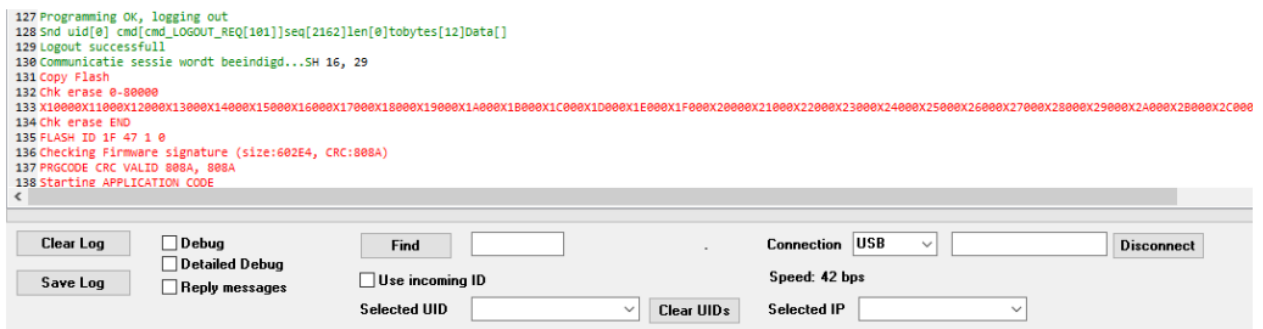 127 Programming OK, logging out
128 Snd uid[0] cmd[cmd_LOGOUT_REQ[101]]seq[2162]len[0]tobytes[12]Data[]
129 Logout successfull
130 Communicatie sessie wordt beeindigd...SH 16, 29
131 Copy Flash
132 Chk erase 0-80000
133 X10000X11000X12000X13000X14000X15000X16000X17000X18000X19000X1A000X1B000X1C000X1D000X1E000X1F000X20000X21000X22000X23000X24000X25000X26000X27000X28000X29000X2A000X2B000X2C000
134 Chk erase END
135 FLASH ID 1F 47 1 0
136 Checking Firmware signature (size:602E4, CRC:808A)
137 PRGCODE CRC VALID 808A, 808A
138 Starting APPLICATION CODE
Clear Log Debug Find . Connection USB Disconnect
Detailed Debug
Save Log Reply messages Use incoming ID Speed: 42 bps
Selected UID Clear UIDs Selected IP